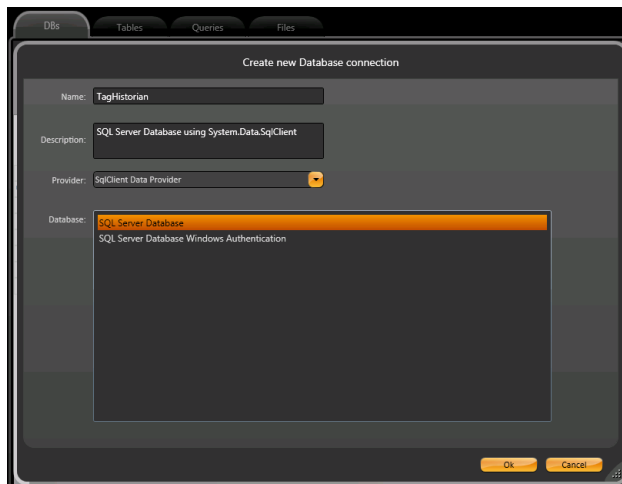 DBs Tables Queries Files
Create new Database connection
Name: TagHistorian
Description: SQL Server Database using System.Data.SqlClient
Provider: SqlClient Data Provider
Database: SQL Server Database
SQL Server Database Windows Authentication
Ok Cancel